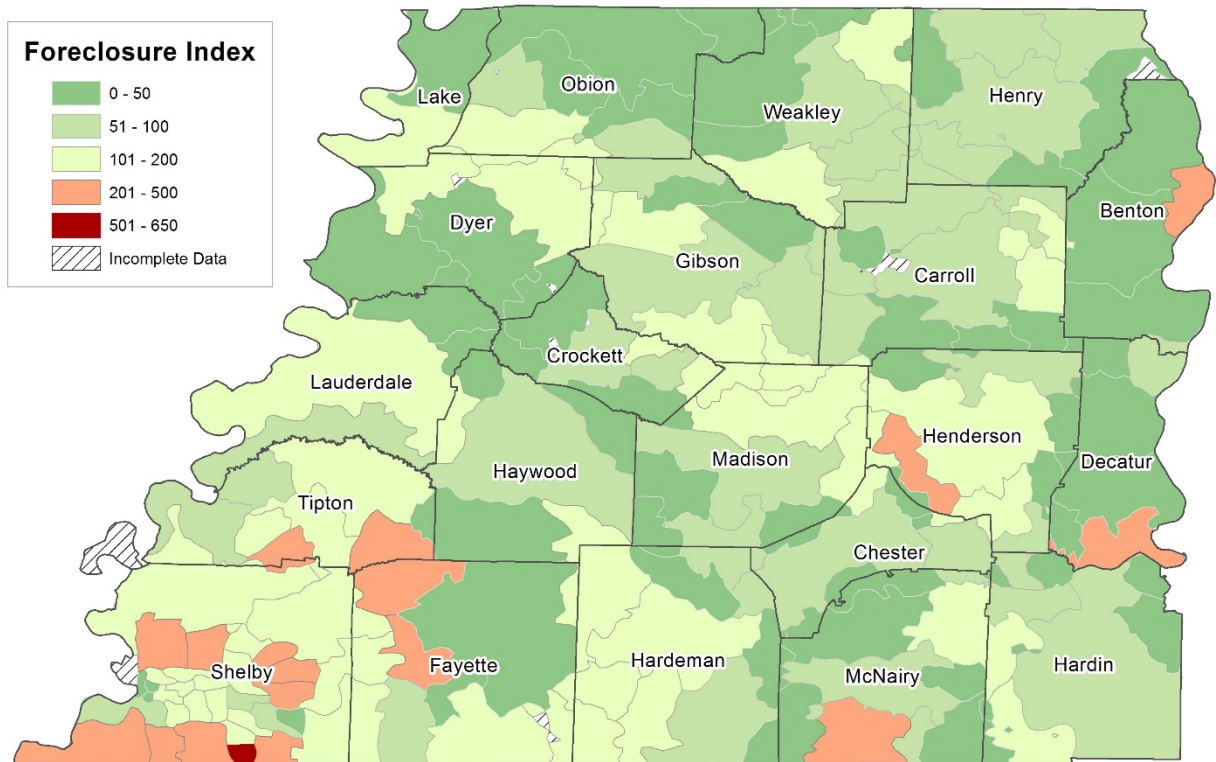 Foreclosure Index
0 - 50
51 - 100
101 - 200
201 - 500
501 - 650
Incomplete Data
Lake
Obion
Weakley
Henry
Benton
Dyer
Gibson
Carroll
Crockett
Lauderdale
Haywood
Madison
Henderson
Decatur
Tipton
Chester
Shelby
Fayette
Hardeman
McNairy
Hardin